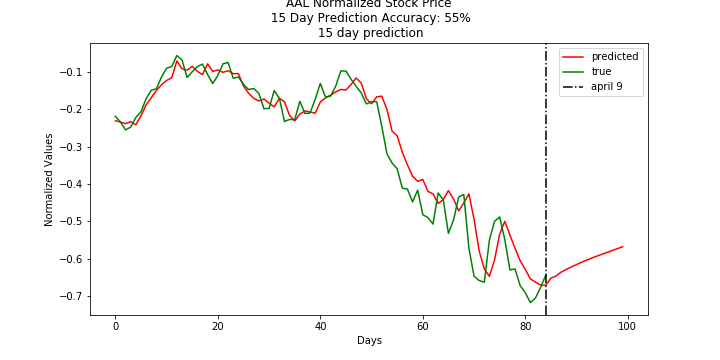 AAL Normalized Stock Price
15 Day Prediction Accuracy: 55%
15 day prediction
predicted
true
april 9
Normalized Values
−0.1
−0.2
−0.3
−0.4
−0.5
−0.6
−0.7
0
20
40
60
80
100
Days